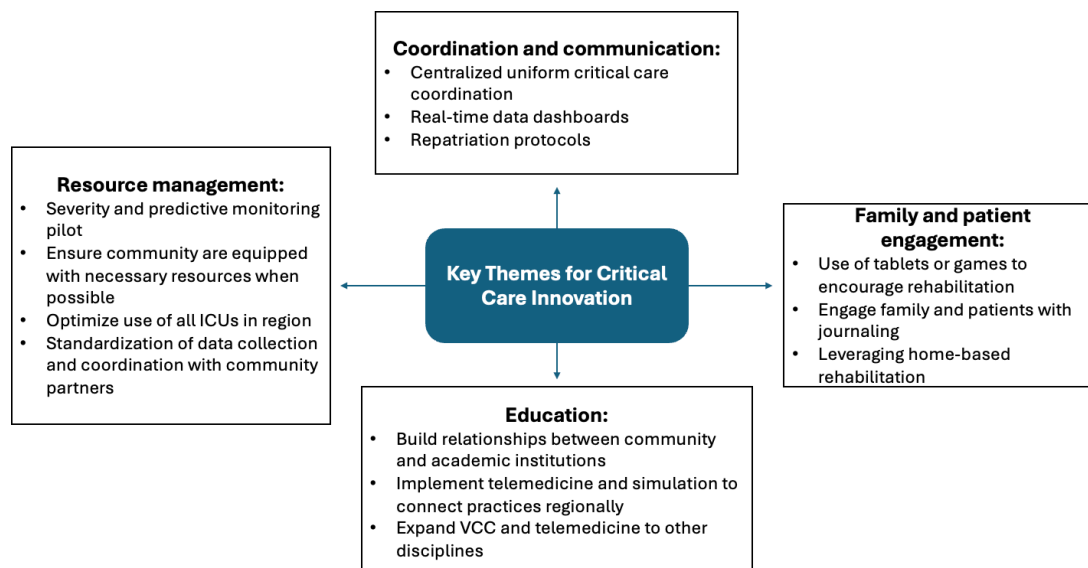 Coordination and communication:
• Centralized uniform critical care
coordination
• Real-time data dashboards
• Repatriation protocols
Resource management:
• Severity and predictive monitoring
pilot
• Ensure community are equipped
with necessary resources when
possible
• Optimize use of all ICUs in region
• Standardization of data collection
and coordination with community
partners
Key Themes for Critical
Care Innovation
Family and patient
engagement:
• Use of tablets or games to
encourage rehabilitation
• Engage family and patients with
journaling
• Leveraging home-based
rehabilitation
Education:
• Build relationships between community
and academic institutions
• Implement telemedicine and simulation to
connect practices regionally
• Expand VCC and telemedicine to other
disciplines